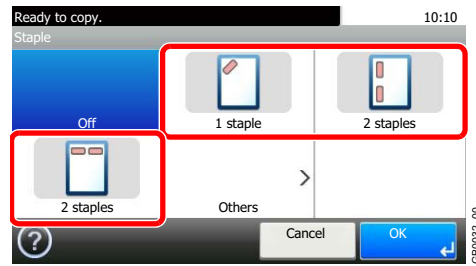 Ready to copy. 10:10
Staple
Off 1 staple 2 staples
2 staples Others
? Cancel OK